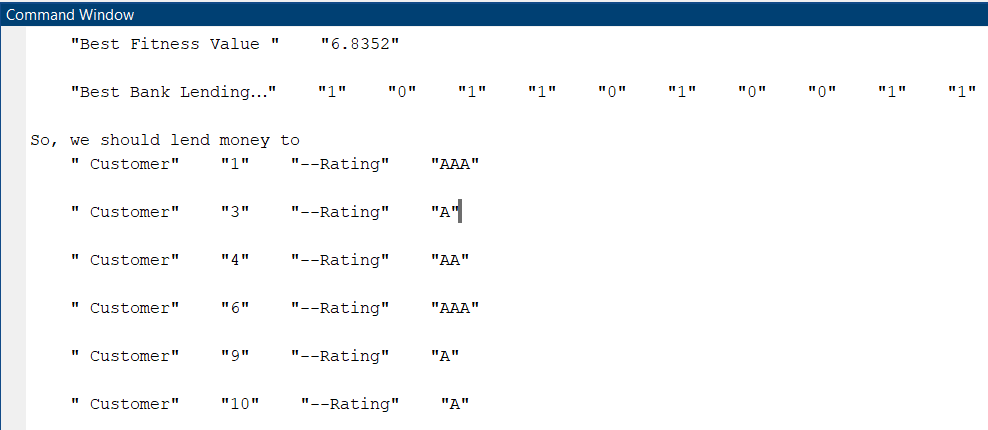 Command Window
"Best Fitness Value " "6.8352"
"Best Bank Lending…" "1" "0" "1" "1" "0" "1" "0" "0" "1" "1"
So, we should lend money to
" Customer" "1" "--Rating" "AAA"
" Customer" "3" "--Rating" "A"
" Customer" "4" "--Rating" "AA"
" Customer" "6" "--Rating" "AAA"
" Customer" "9" "--Rating" "A"
" Customer" "10" "--Rating" "A"